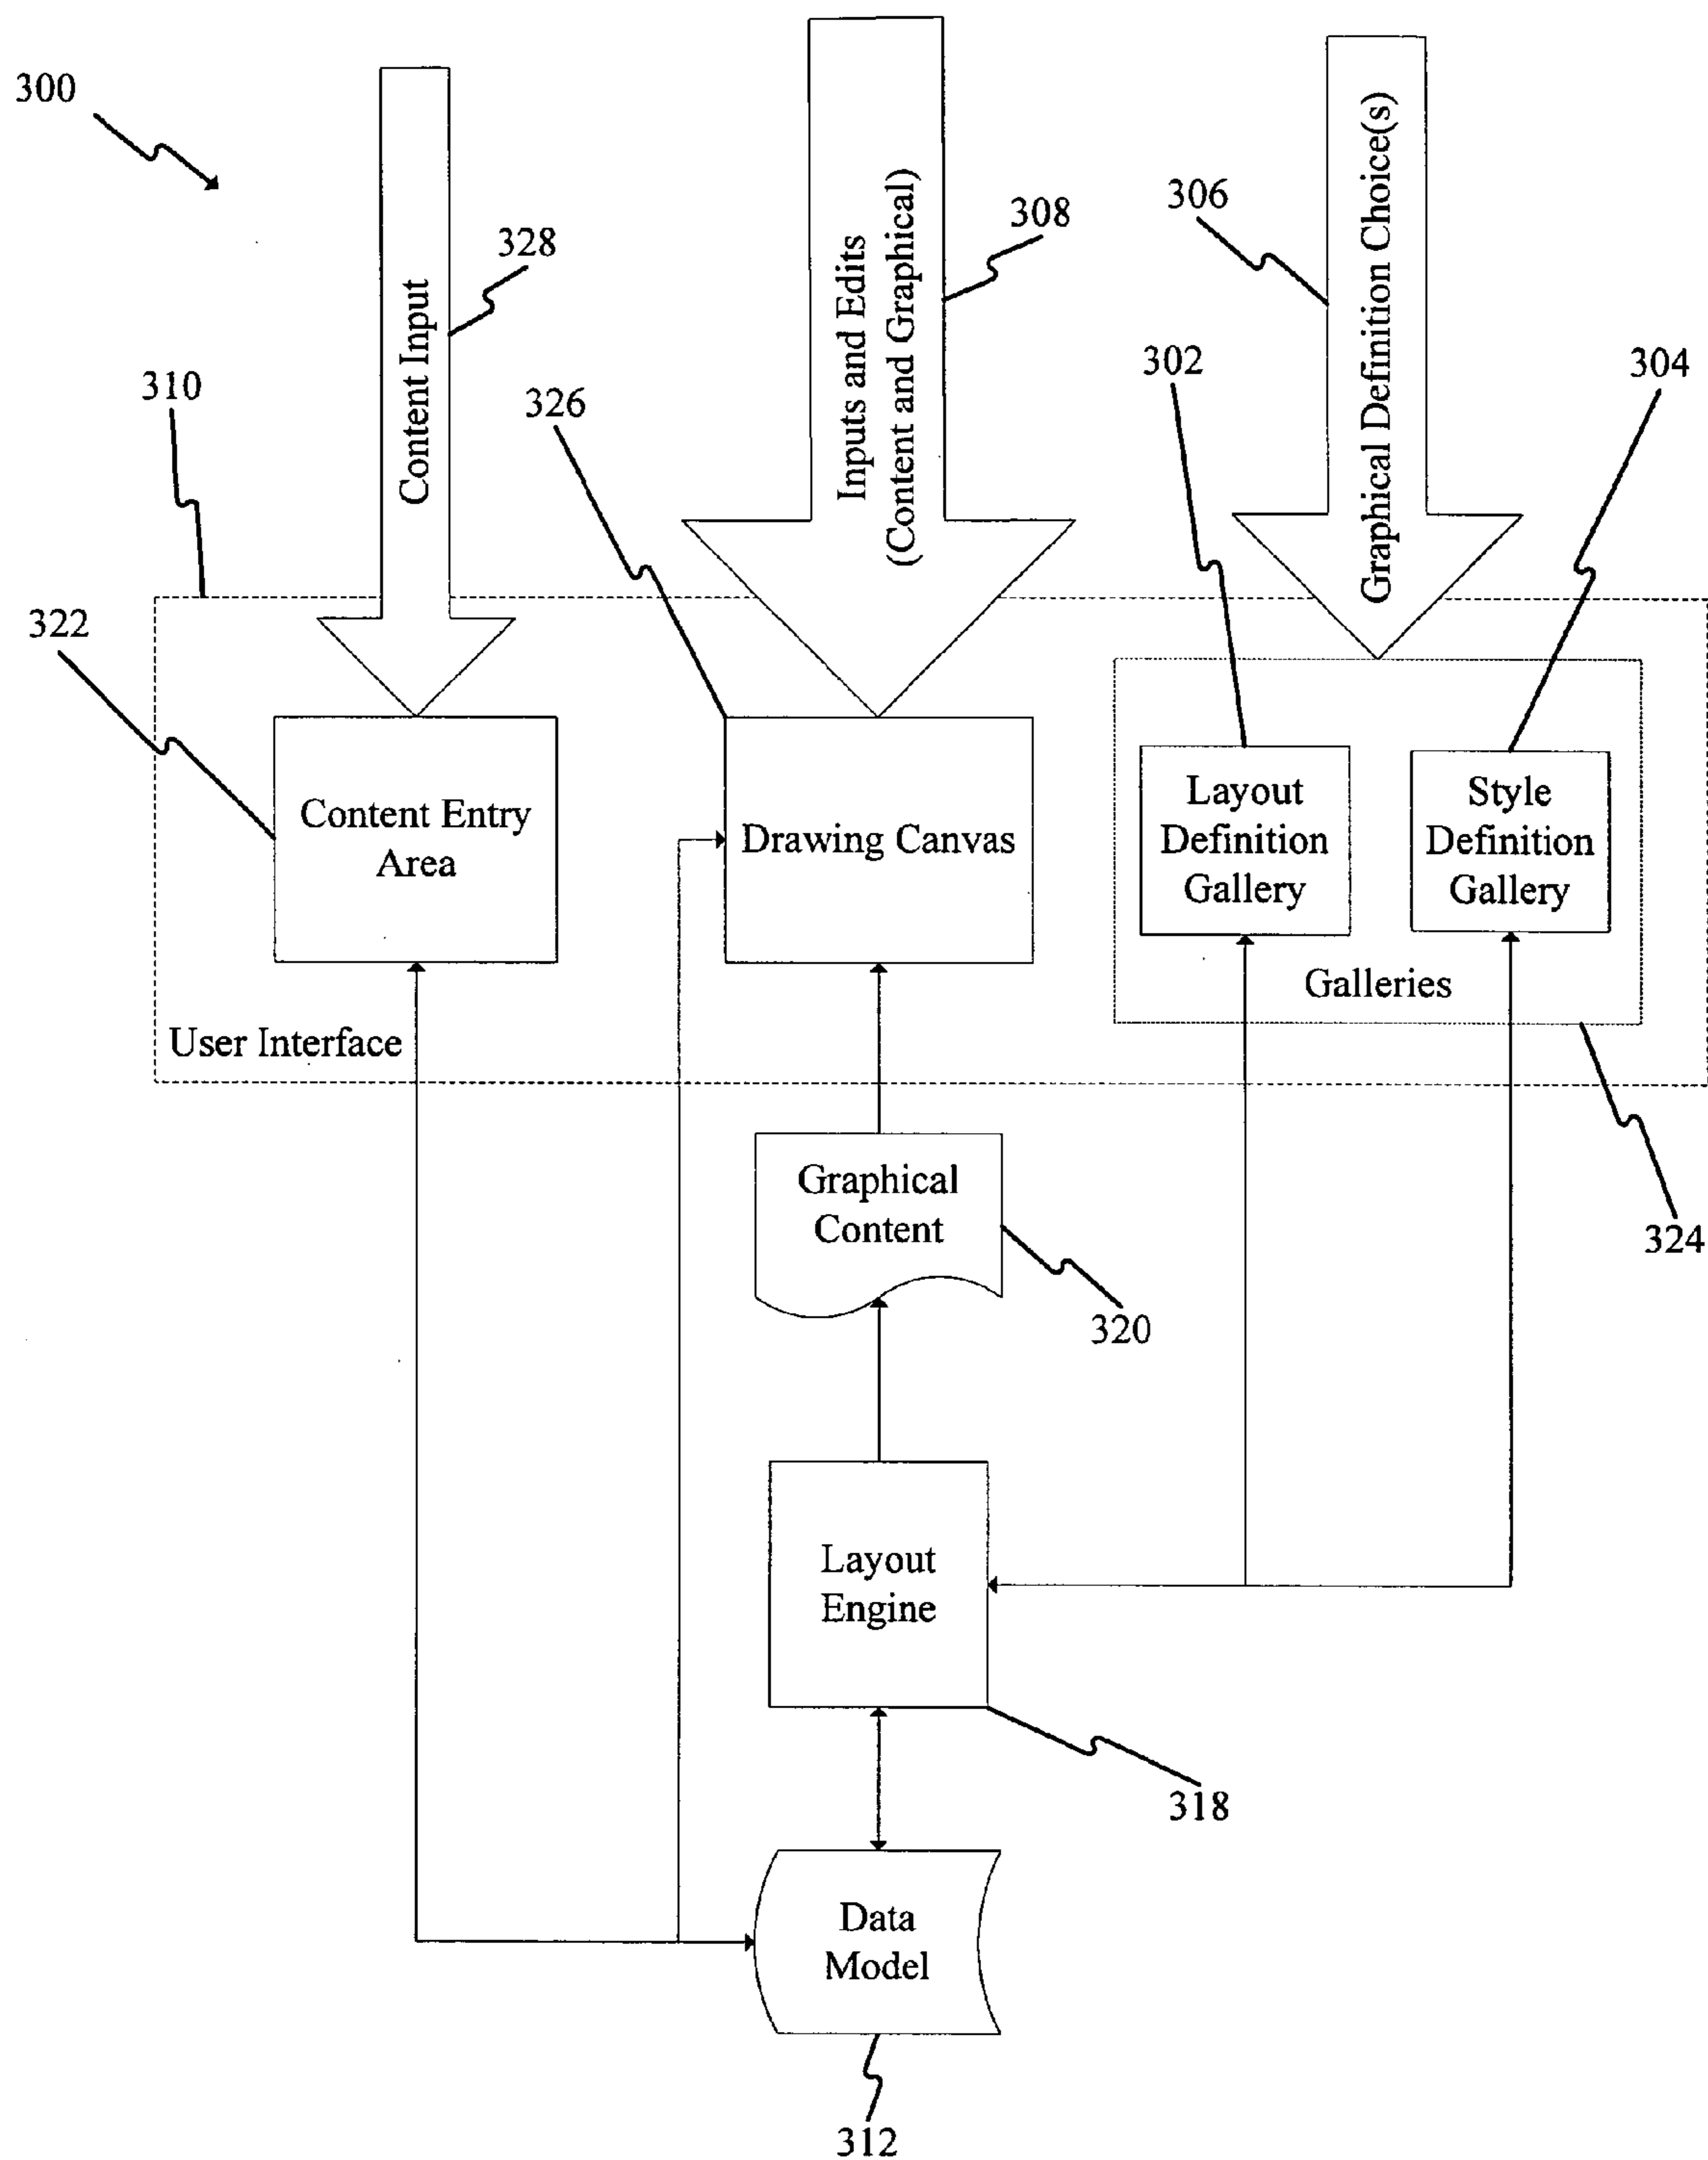 300
328
Content Input
308
Inputs and Edits
(Content and Graphical)
306
Graphical Definition Choice(s)
302
304
310
326
322
Content Entry
Area
Drawing Canvas
Layout
Definition
Gallery
Style
Definition
Gallery
Galleries
User Interface
Graphical
Content
324
320
Layout
Engine
318
Data
Model
312